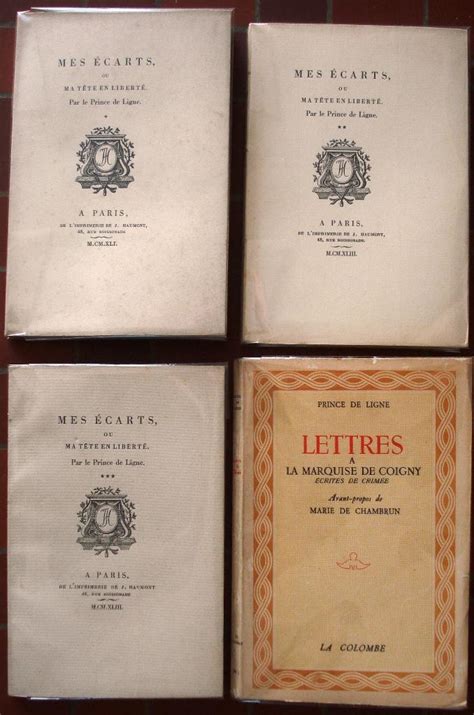 MES ÉCARTS,
OU
MA TÊTE EN LIBERTÉ.
Par le Prince de Ligne.
*
A PARIS,
DE L'IMPRIMERIE DE J. HAUMONT,
M.CM.XLI.
MES ÉCARTS,
OU
MA TÊTE EN LIBERTÉ.
Par le Prince de Ligne.
**
A PARIS,
DE L'IMPRIMERIE DE J. HAUMONT,
M.CM.XLIII.
MES ÉCARTS,
OU
MA TÊTE EN LIBERTÉ.
Par le Prince de Ligne.
***
A PARIS,
DE L'IMPRIMERIE DE J. HAUMONT
M.CM.XLIII.
PRINCE DE LIGNE
LETTRES
A
LA MARQUISE DE COIGNY
ÉCRITES DE CRIMÉE
Avant-propos de
MARIE DE CHAMBRUN
LA COLOMBE